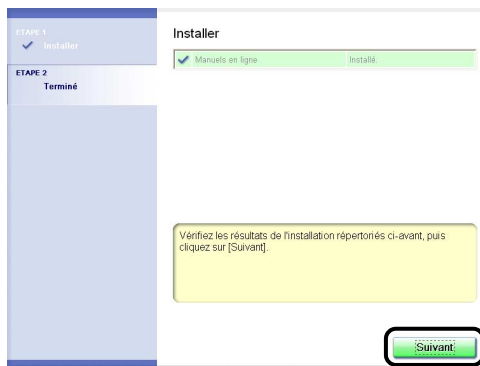 ETAPE 1
Installer
ETAPE 2
Terminé
Installer
Manuels en ligne Installé.
Vérifiez les résultats de l'installation répertoriés ci-avant, puis
cliquez sur [Suivant].
Suivant